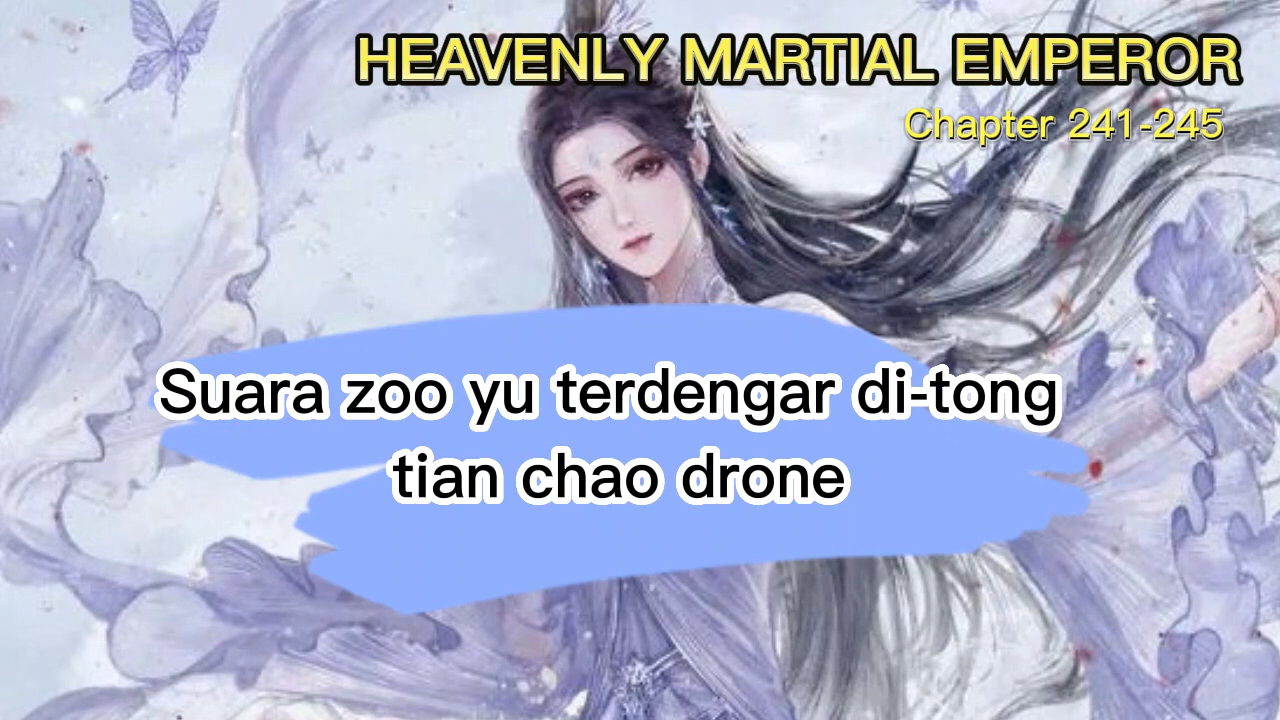 HEAVENLY MARTIAL EMPEROR
Chapter 241-245
Suara zoo yu terdengar di-tong
tian chao drone